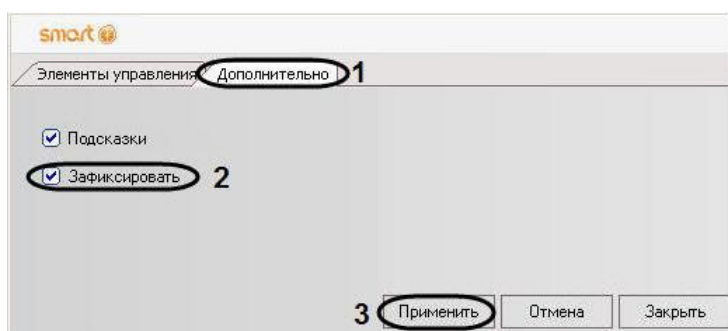 smart
Элементы управления Дополнительно 1
Подсказки
Зафиксировать 2
3 Применить Отмена Закрыть